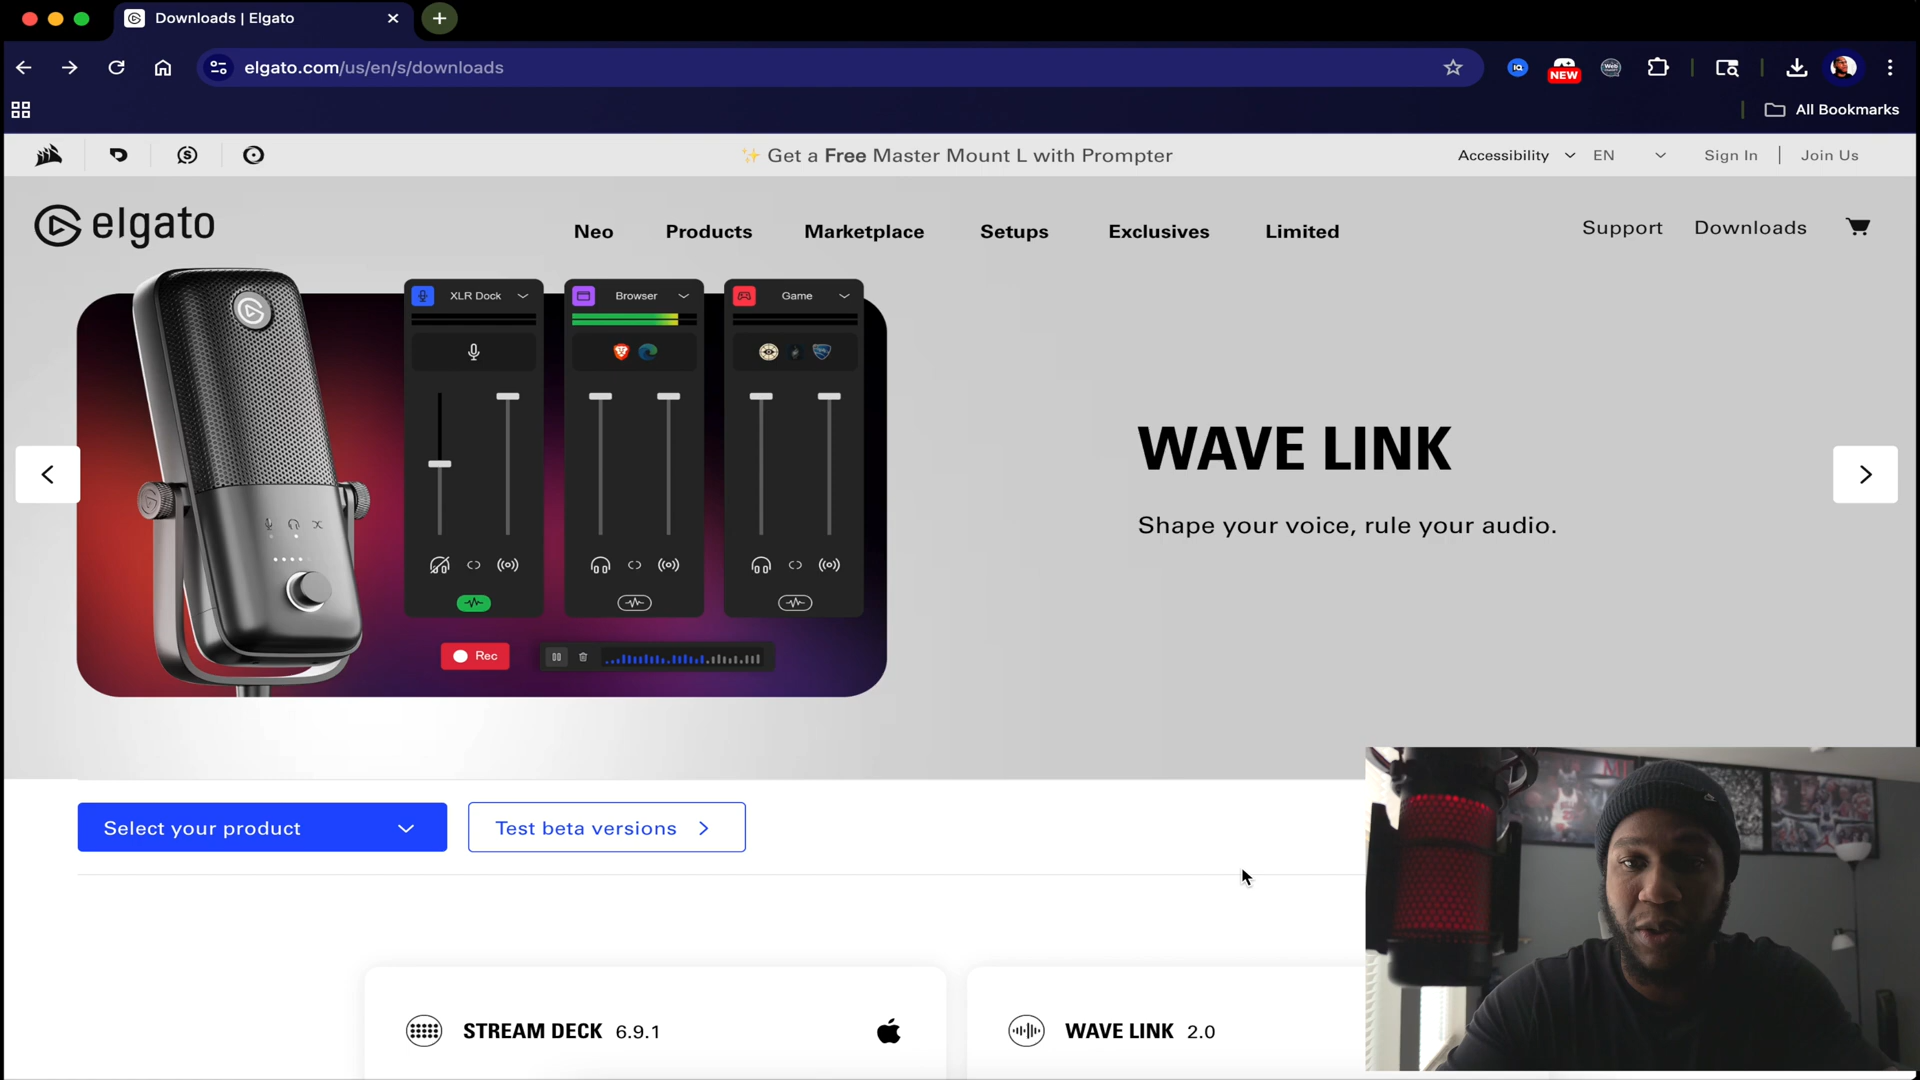 Downloads | Elgato
elgato.com/us/en/s/downloads
NEW
All Bookmarks
✨ Get a Free Master Mount L with Prompter
Accessibility
EN
Sign In
Join Us
elgato
Neo
Products
Marketplace
Setups
Exclusives
Limited
Support
Downloads
XLR Dock
Browser
Game
WAVE LINK
Shape your voice, rule your audio.
Rec
Select your product
Test beta versions
STREAM DECK 6.9.1
WAVE LINK 2.0